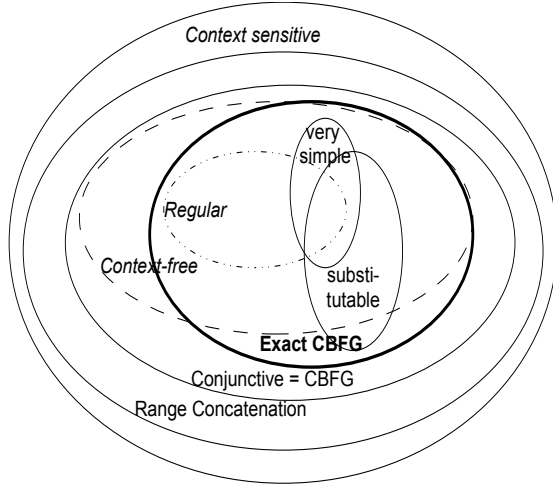 Context sensitive
very
simple
Regular
Context-free
substi-
tutable
Exact CBFG
Conjunctive = CBFG
Range Concatenation